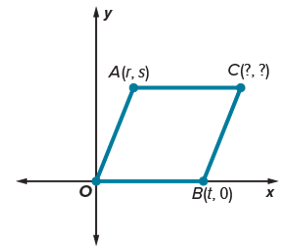 y
A(r, s) C(?, ?)
O B(t, 0) x